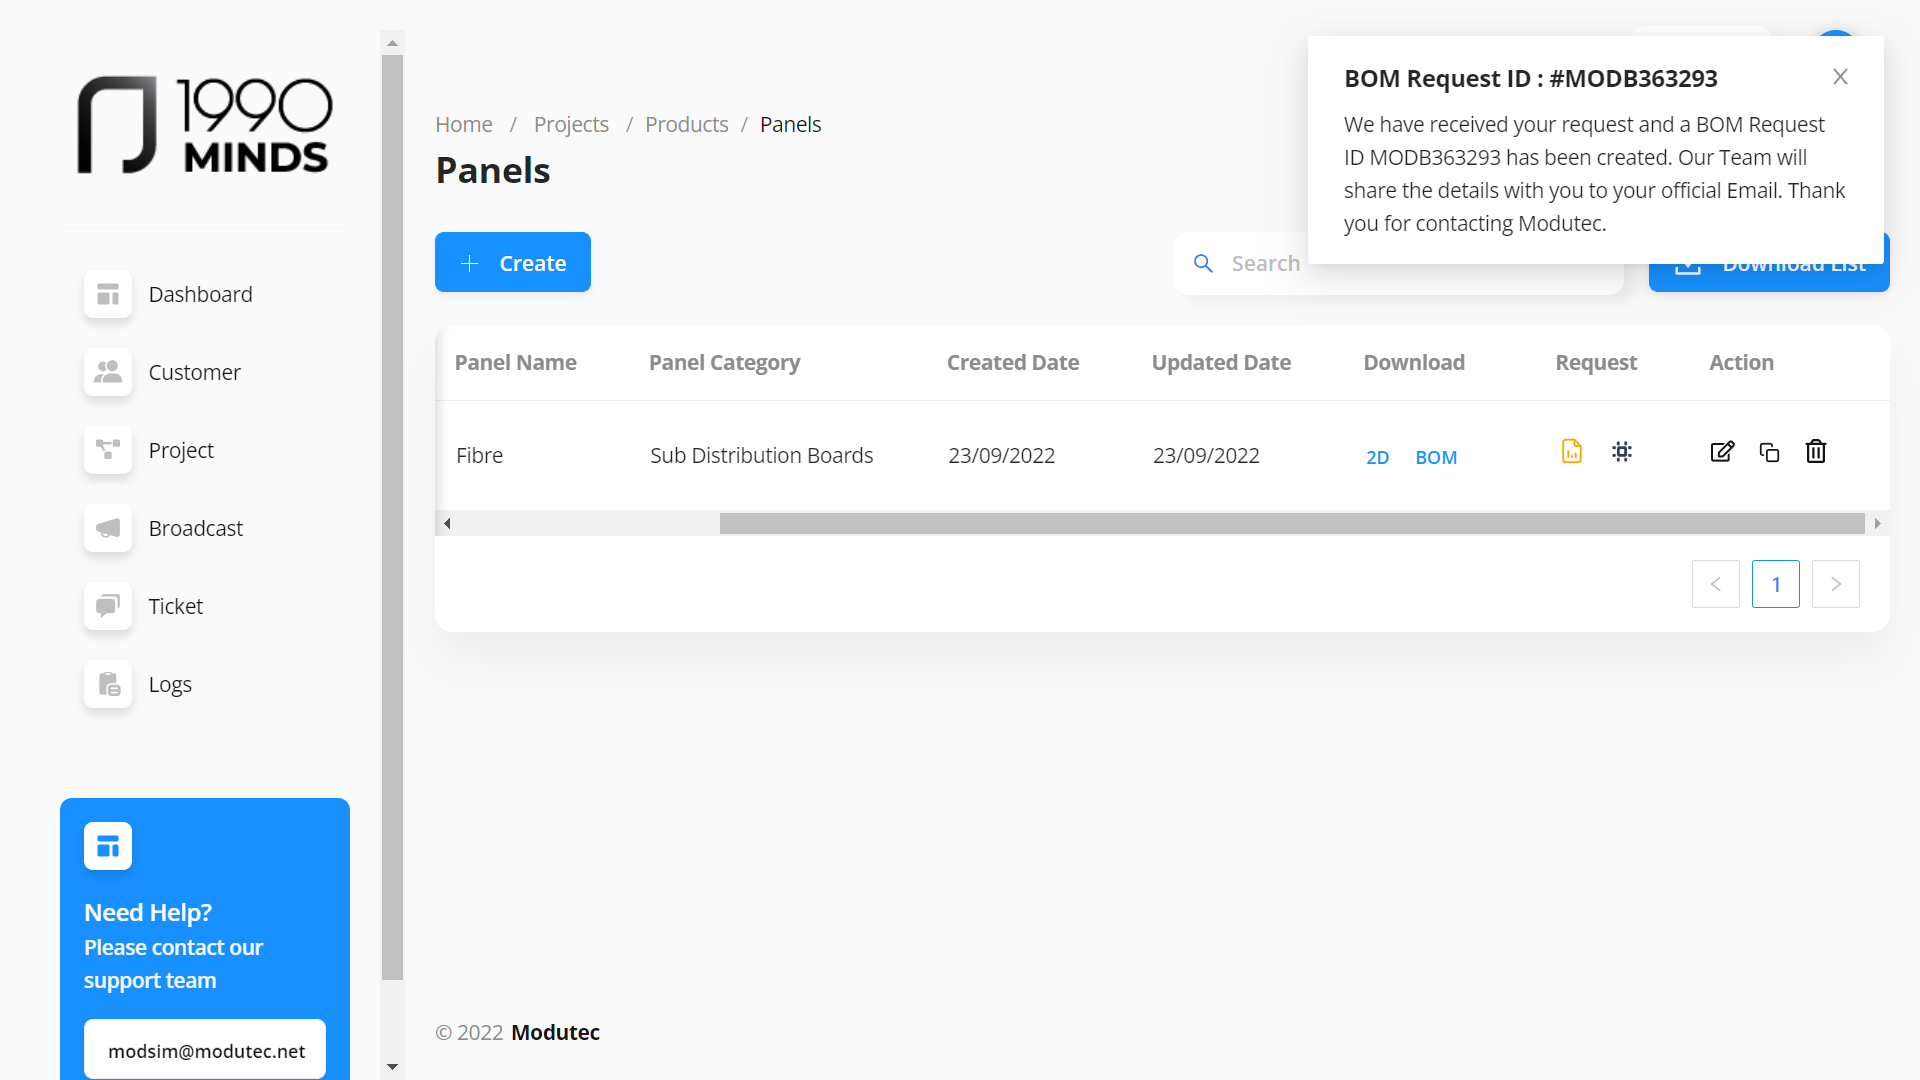 1990
MINDS
Dashboard
Customer
Project
Broadcast
Ticket
Logs
Need Help?
Please contact our
support team
modsim@modutec.net
Home / Projects / Products / Panels
Panels
Create
Search
Download List
BOM Request ID : #MODB363293
We have received your request and a BOM Request
ID MODB363293 has been created. Our Team will
share the details with you to your official Email. Thank
you for contacting Modutec.
Panel Name Panel Category Created Date Updated Date Download Request Action
Fibre Sub Distribution Boards 23/09/2022 23/09/2022 2D BOM
< 1 >
© 2022 Modutec